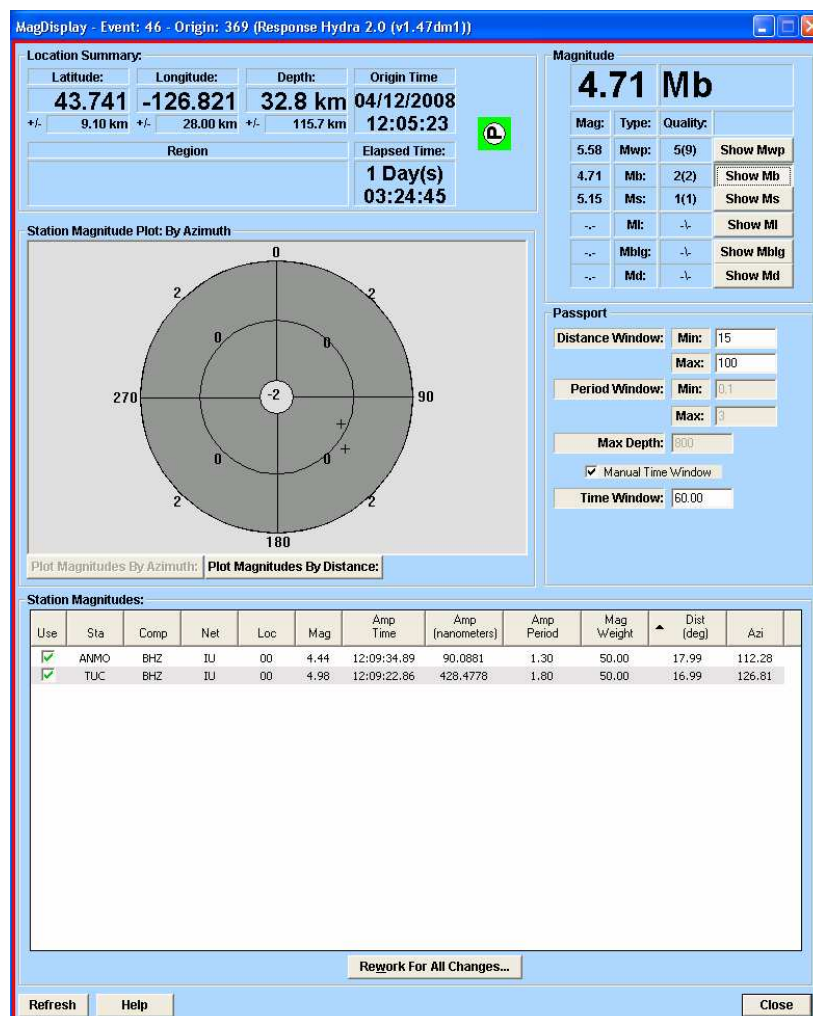 MagDisplay - Event: 46 - Origin: 369 (Response Hydra 2.0 (v1.47dm1))
Location Summary:
Latitude: Longitude: Depth: Origin Time
43.741 -126.821 32.8 km 04/12/2008
+/- 9.10 km +/- 28.00 km +/- 115.7 km 12:05:23
P
Region Elapsed Time:
1 Day(s)
03:24:45
Magnitude
4.71 Mb
Mag: Type: Quality:
5.58 Mwp: 5(9) Show Mwp
4.71 Mb: 2(2) Show Mb
5.15 Ms: 1(1) Show Ms
-.- Ml: -\- Show Ml
-.- Mblg: -\- Show Mblg
-.- Md: -\- Show Md
Station Magnitude Plot: By Azimuth
0
2 2
0 0
270 -2 90
0 0
2 2
180
Plot Magnitudes By Azimuth: Plot Magnitudes By Distance:
Passport
Distance Window: Min: 15
Max: 100
Period Window: Min: 0.1
Max: 3
Max Depth: 800
Manual Time Window
Time Window: 60.00
Station Magnitudes:
Use Sta Comp Net Loc Mag Amp Time Amp (nanometers) Amp Period Mag Weight Dist (deg) Azi
ANMO BHZ IU 00 4.44 12:09:34.89 90.0881 1.30 50.00 17.99 112.28
TUC BHZ IU 00 4.98 12:09:22.86 428.4778 1.80 50.00 16.99 126.81
Rework For All Changes...
Refresh Help Close